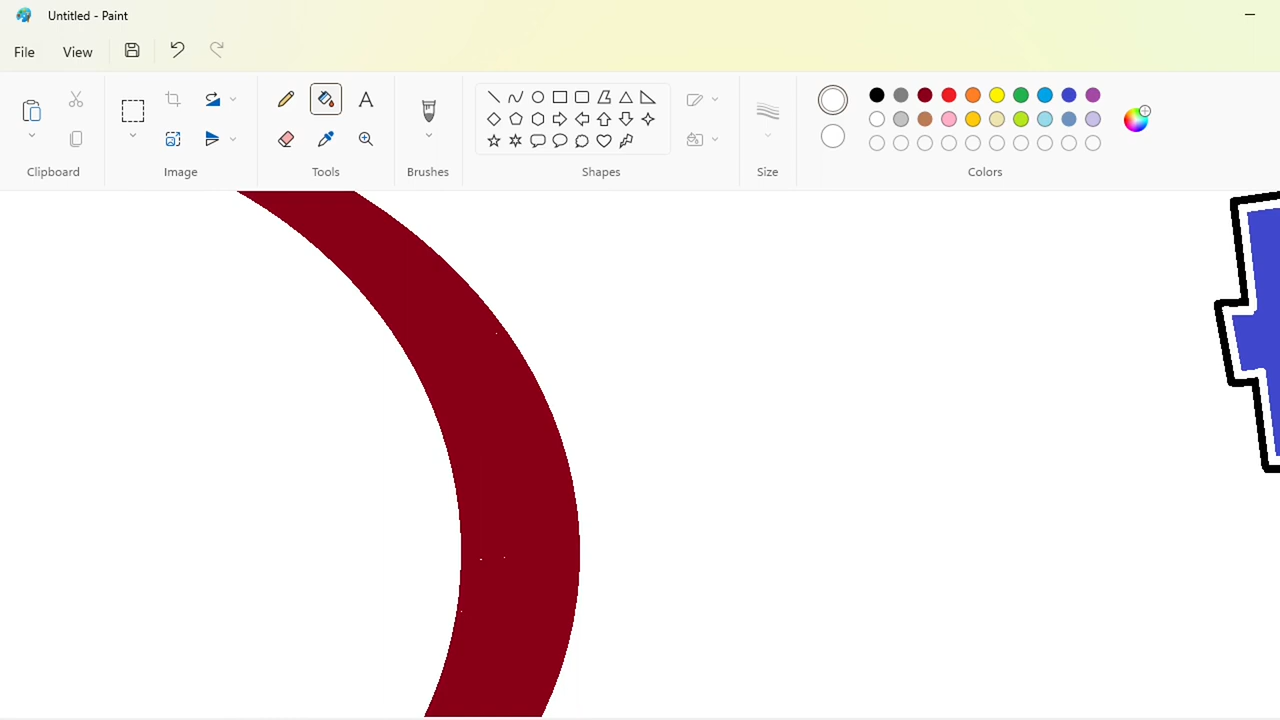 Untitled - Paint
File View
A
Clipboard Image Tools Brushes Shapes Size Colors